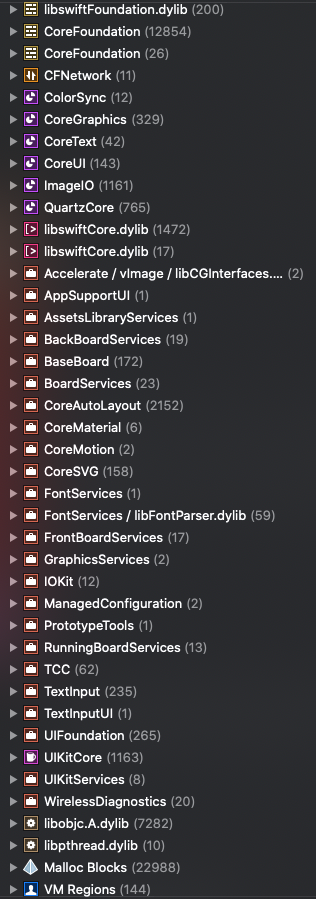 libswiftFoundation.dylib (200)
CoreFoundation (12854)
CoreFoundation (26)
CFNetwork (11)
ColorSync (12)
CoreGraphics (329)
CoreText (42)
CoreUI (143)
ImageIO (1161)
QuartzCore (765)
libswiftCore.dylib (1472)
libswiftCore.dylib (17)
Accelerate / vImage / libCGInterfaces.... (2)
AppSupportUI (1)
AssetsLibraryServices (1)
BackBoardServices (19)
BaseBoard (172)
BoardServices (23)
CoreAutoLayout (2152)
CoreMaterial (6)
CoreMotion (2)
CoreSVG (158)
FontServices (1)
FontServices / libFontParser.dylib (59)
FrontBoardServices (17)
GraphicsServices (2)
IOKit (12)
ManagedConfiguration (2)
PrototypeTools (1)
RunningBoardServices (13)
TCC (62)
TextInput (235)
TextInputUI (1)
UIFoundation (265)
UIKitCore (1163)
UIKitServices (8)
WirelessDiagnostics (20)
libobjc.A.dylib (7282)
libpthread.dylib (10)
Malloc Blocks (22988)
VM Regions (144)